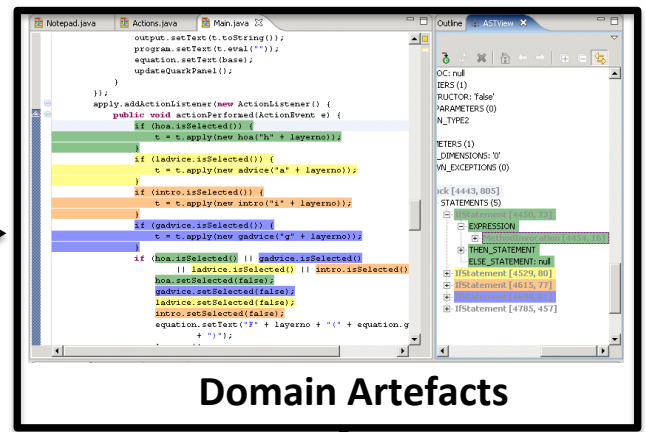 Notepad.java Actions.java Main.java
output.setText(t.toString());
program.setText(t.eval(""));
equation.setText(base);
updateQuarkPanel();
}
});
apply.addActionListener(new ActionListener() {
public void actionPerformed(ActionEvent e) {
if (hoa.isSelected()) {
t = t.apply(new hoa("h" + layerno));
}
if (ladvice.isSelected()) {
t = t.apply(new advice("a" + layerno));
}
if (intro.isSelected()) {
t = t.apply(new intro("i" + layerno));
}
if (gadvice.isSelected()) {
t = t.apply(new gadvice("g" + layerno));
}
if (hoa.isSelected() || gadvice.isSelected()
|| ladvice.isSelected() || intro.isSelected()
hoa.setSelected(false);
gadvice.setSelected(false);
ladvice.setSelected(false);
intro.setSelected(false);
equation.setText("F" + layerno + "(" + equation.g
+ ")");
Outline ASTView
OC: null
IERS (1)
RUCTOR: 'false'
PARAMETERS (0)
N_TYPE2
METERS (1)
_DIMENSIONS: '0'
WN_EXCEPTIONS (0)
ck [4443, 805]
STATEMENTS (5)
IfStatement [4450, 73]
EXPRESSION
MethodInvocation [4454, 16]
THEN_STATEMENT
ELSE_STATEMENT: null
IfStatement [4529, 80]
IfStatement [4615, 77]
IfStatement [4785, 457]
Domain Artefacts